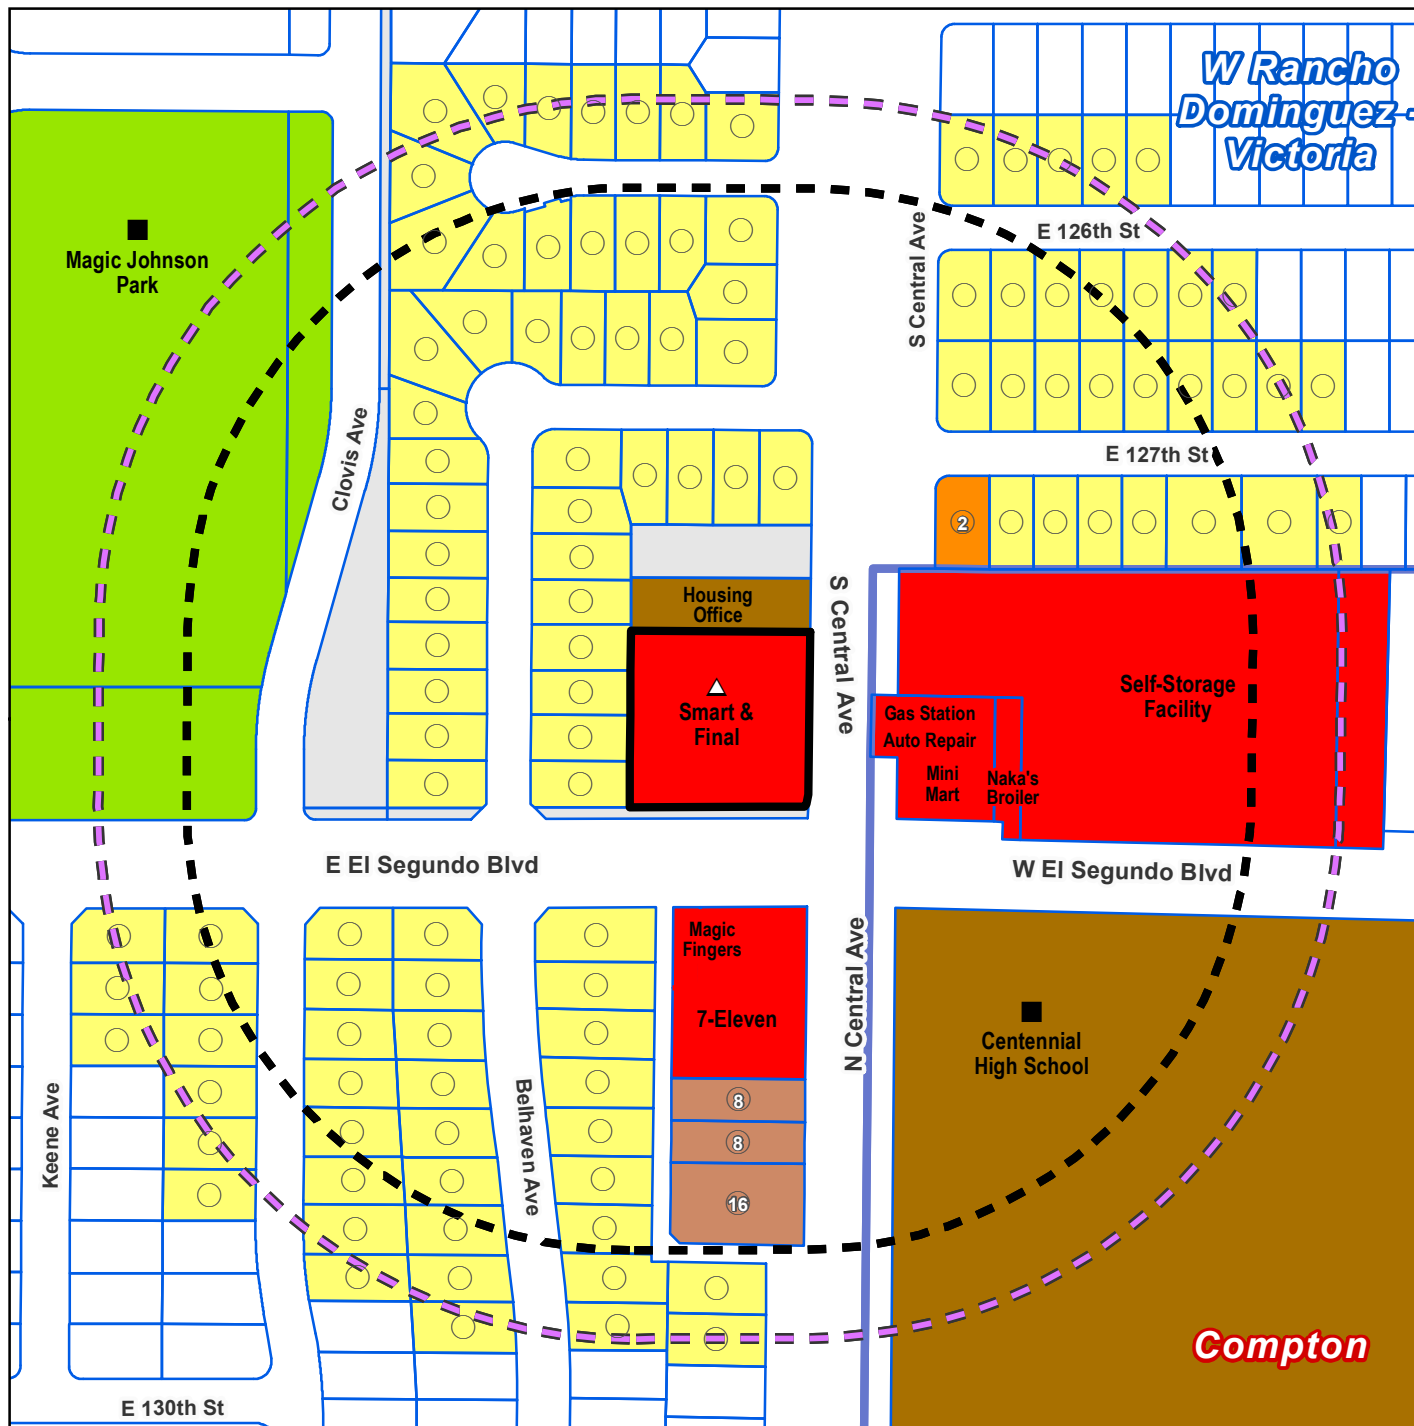 W Rancho
Dominguez -
Victoria
E 126th St
S Central Ave
Magic Johnson
Park
Clovis Ave
E 127th St
2
Housing
Office
S Central Ave
Smart &
Final
Self-Storage
Facility
Gas Station
Auto Repair
Mini
Mart
Naka's
Broiler
E El Segundo Blvd
W El Segundo Blvd
Magic
Fingers
7-Eleven
N Central Ave
Centennial
High School
Keene Ave
Belhaven Ave
8
8
16
Compton
E 130th St